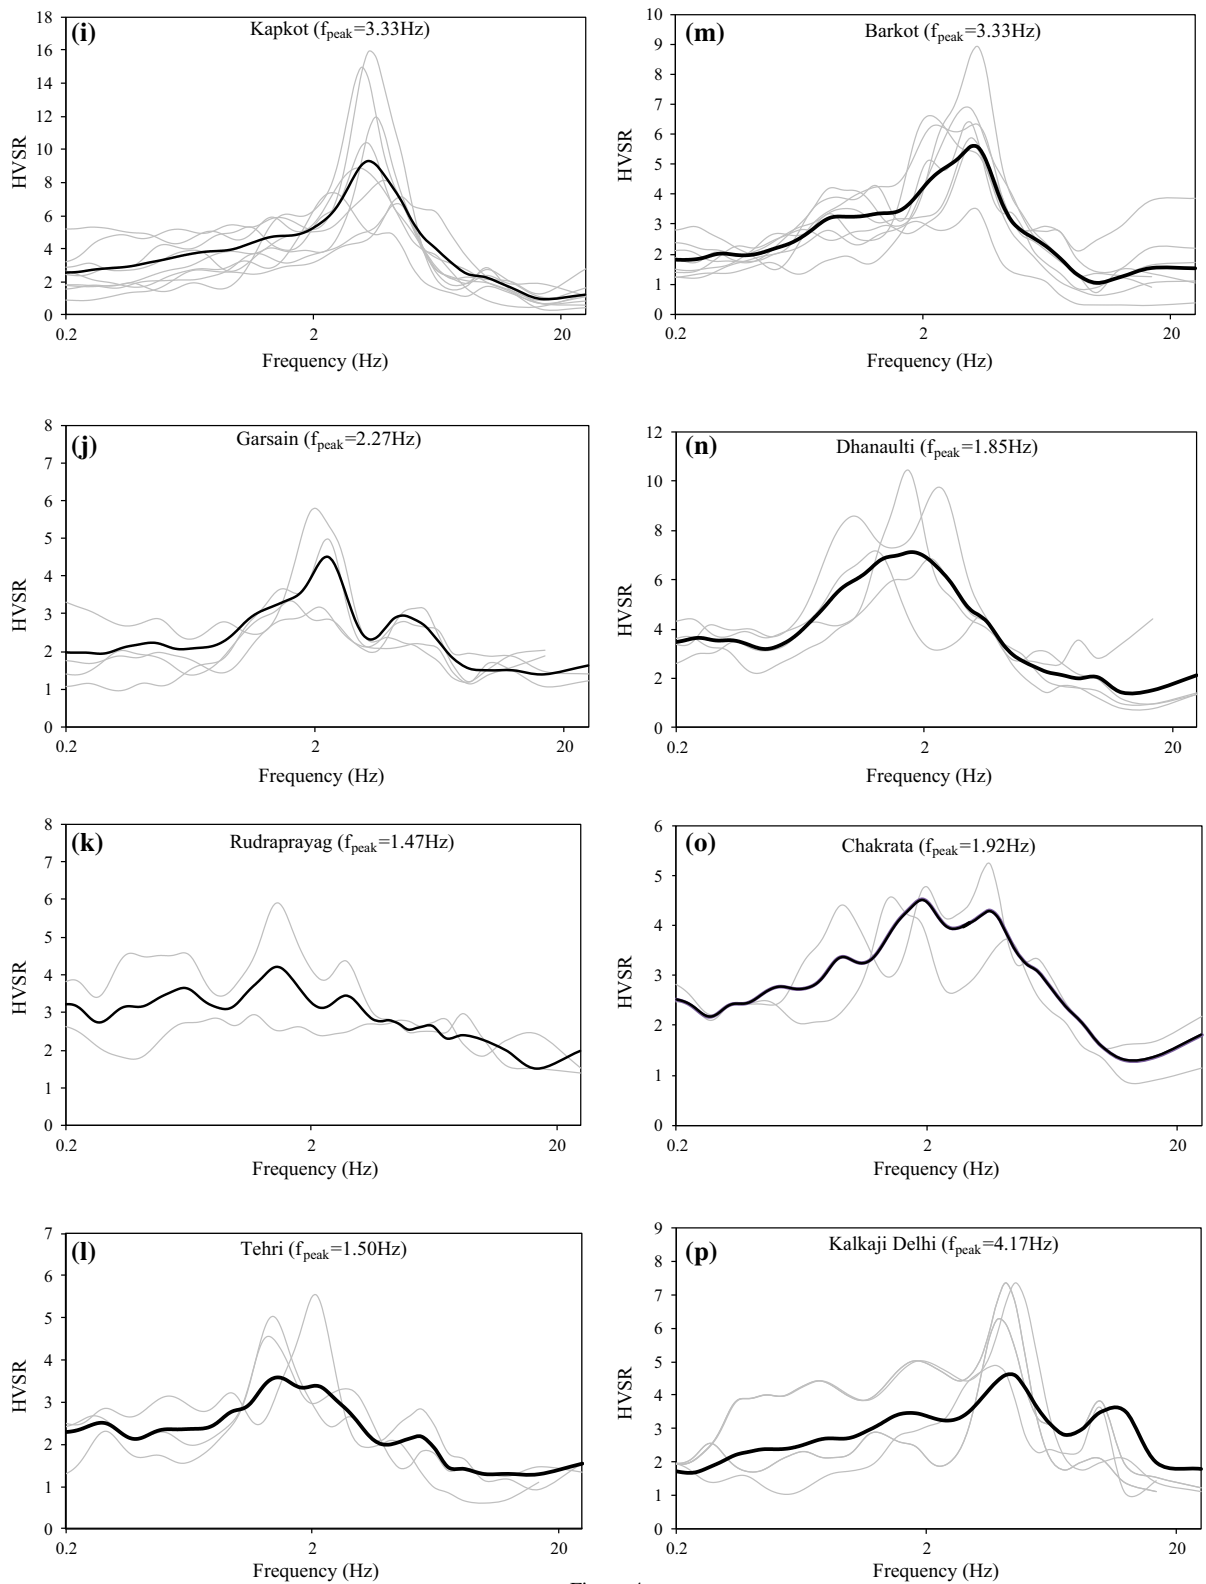 (i)
Kapkot (fpeak=3.33Hz)
18
16
14
12
10
8
6
4
2
0
HVSR
0.2
2
20
Frequency (Hz)
(m)
Barkot (fpeak=3.33Hz)
10
9
8
7
6
5
4
3
2
1
0
HVSR
0.2
2
20
Frequency (Hz)
(j)
Garsain (fpeak=2.27Hz)
8
7
6
5
4
3
2
1
0
HVSR
0.2
2
20
Frequency (Hz)
(n)
Dhanaulti (fpeak=1.85Hz)
12
10
8
6
4
2
0
HVSR
0.2
2
20
Frequency (Hz)
(k)
Rudraprayag (fpeak=1.47Hz)
8
7
6
5
4
3
2
1
0
HVSR
0.2
2
20
Frequency (Hz)
(o)
Chakrata (fpeak=1.92Hz)
6
5
4
3
2
1
0
HVSR
0.2
2
20
Frequency (Hz)
(l)
Tehri (fpeak=1.50Hz)
7
6
5
4
3
2
1
0
HVSR
0.2
2
20
Frequency (Hz)
(p)
Kalkaji Delhi (fpeak=4.17Hz)
9
8
7
6
5
4
3
2
1
0
HVSR
0.2
2
20
Frequency (Hz)